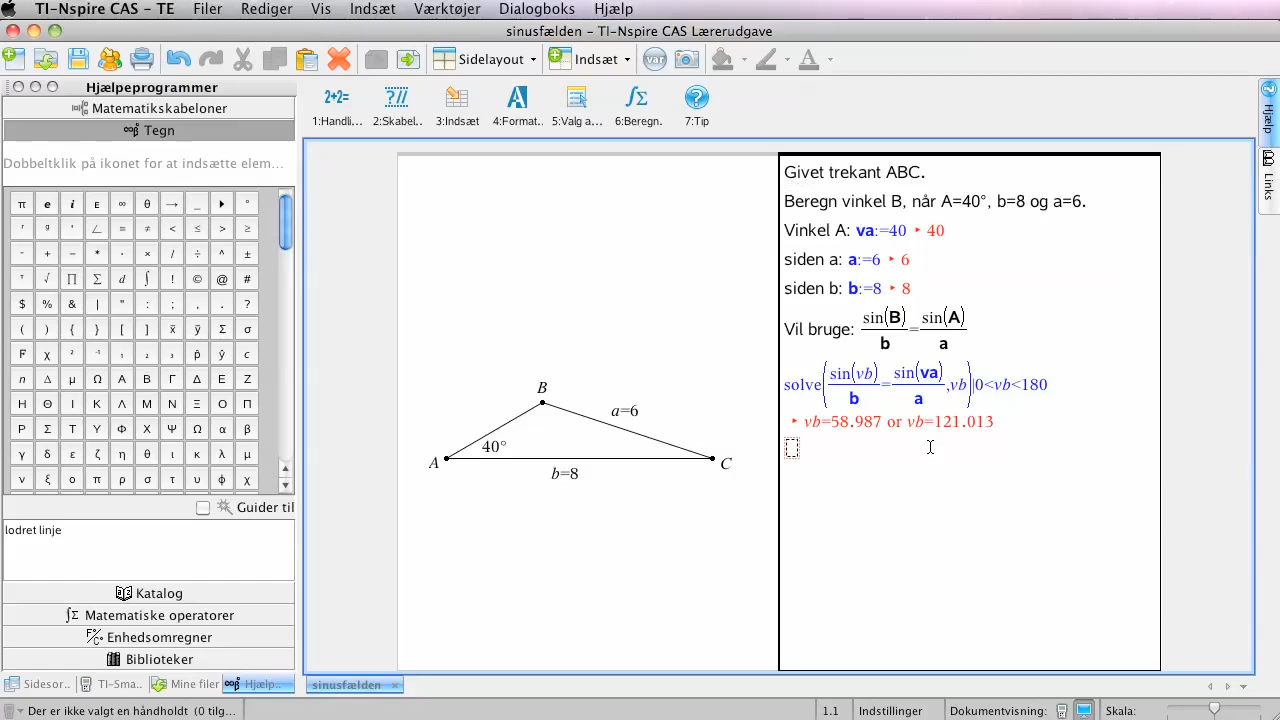 TI-Nspire CAS - TE Filer Rediger Vis Indsæt Værktøjer Dialogboks Hjælp
sinusfælden - TI-Nspire CAS Lærerudgave
Sidelayout Indsæt var
Hjælpeprogrammer
Matematikskabeloner
Tegn
Dobbeltklik på ikonet for at indsætte elem...
1:Handli... 2:Skabel.. 3:Indsæt 4:Format.. 5:Valg a... 6:Beregn. 7:Tip
π e i ᴇ ∞ θ → _ ▶ °
ʳ ᵍ ' ∠ = ≠ < ≤ > ≥
- + − * · × / ÷ ^ ±
ᵀ √ ∏ ∑ d ∫ ! © @ #
$ % & | " : ; , . ?
( ) { } [ ] x̄ ȳ Σ σ
χ ² ⁻¹ ₁ ₂ p̂ ŷ c
n Δ μ Ω Α Β Γ Δ Ε Ζ
Η Θ Ι Κ Λ Μ Ν Ξ Ο Π
Ρ Σ Τ Υ Φ Χ Ψ Ω α β
γ δ ε ζ η θ ι κ λ μ
ν ξ ο π ρ ς τ υ φ χ
Guider til
lodret linje
Katalog
Matematiske operatorer
Enhedsomregner
Biblioteker
Sidesor.. TI-Sma... Mine filer Hjælp..
B
a=6
40°
A
b=8
C
Givet trekant ABC.
Beregn vinkel B, når A=40°, b=8 og a=6.
Vinkel A: va:=40 ▸ 40
siden a: a:=6 ▸ 6
siden b: b:=8 ▸ 8
Vil bruge: sin(B)/b = sin(A)/a
solve(sin(vb)/b = sin(va)/a,vb)|0<vb<180
▸ vb=58.987 or vb=121.013
Hjælp
Links
sinusfælden
Der er ikke valgt en håndholdt (0 tilg... 1.1 Indstillinger Dokumentvisning: Skala: